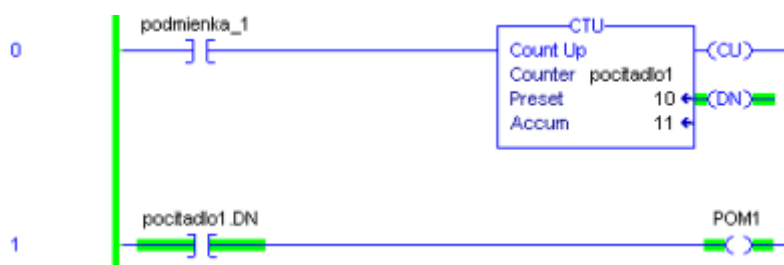 podmienka_1
CTU
0
Count Up
(CU)
Counter pocitadlo1
Preset 10
(DN)
Accum 11
pocitadlo1.DN
POM1
1